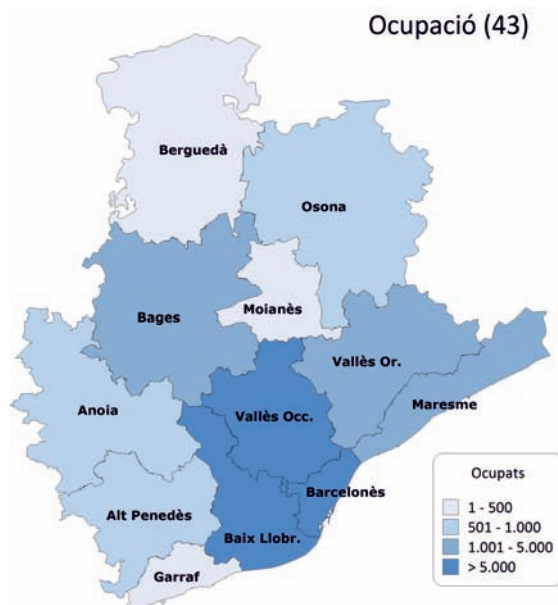 Ocupació (43)
Berguedà
Osona
Bages
Moianès
Vallès Or.
Maresme
Anoia
Vallès Occ.
Barcelonès
Alt Penedès
Baix Llobr.
Garraf
Ocupats
1 - 500
501 - 1.000
1.001 - 5.000
> 5.000